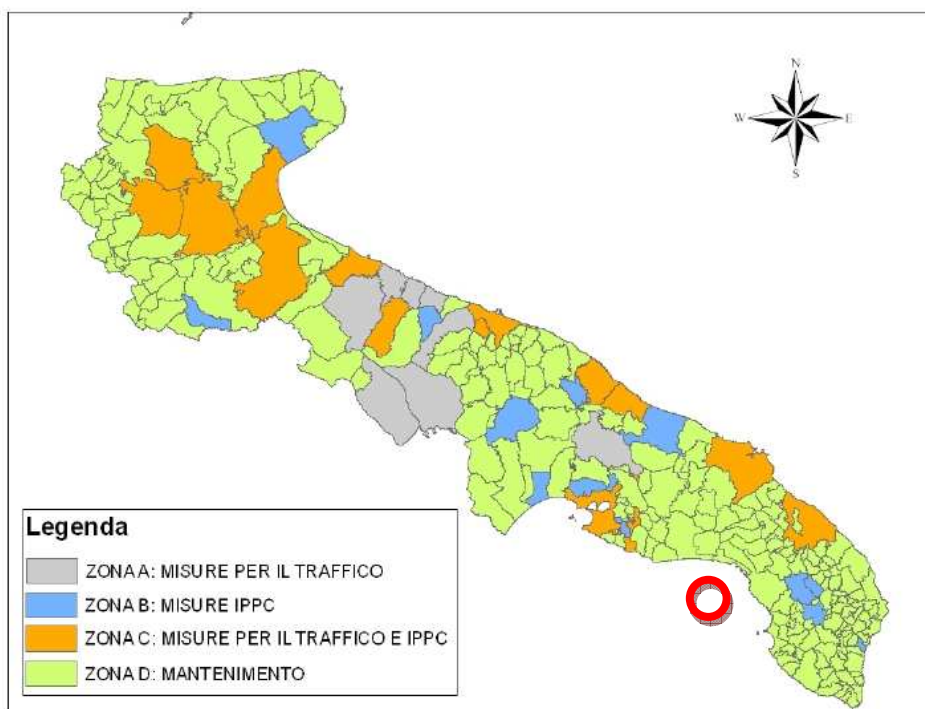 N
W E
S
Legenda
ZONA A: MISURE PER IL TRAFFICO
ZONA B: MISURE IPPC
ZONA C: MISURE PER IL TRAFFICO E IPPC
ZONA D: MANTENIMENTO